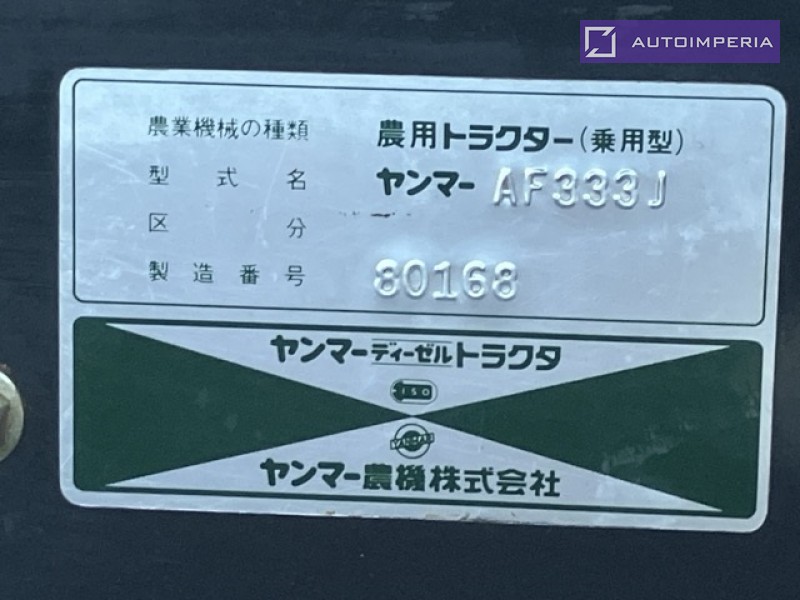 AUTOIMPERIA
農業機械の種類 農用トラクター(乗用型)
型式名 ヤンマー AF333J
区分
製造番号 80168
ヤンマーディーゼルトラクタ
ISO
YANMAR
ヤンマー農機株式会社